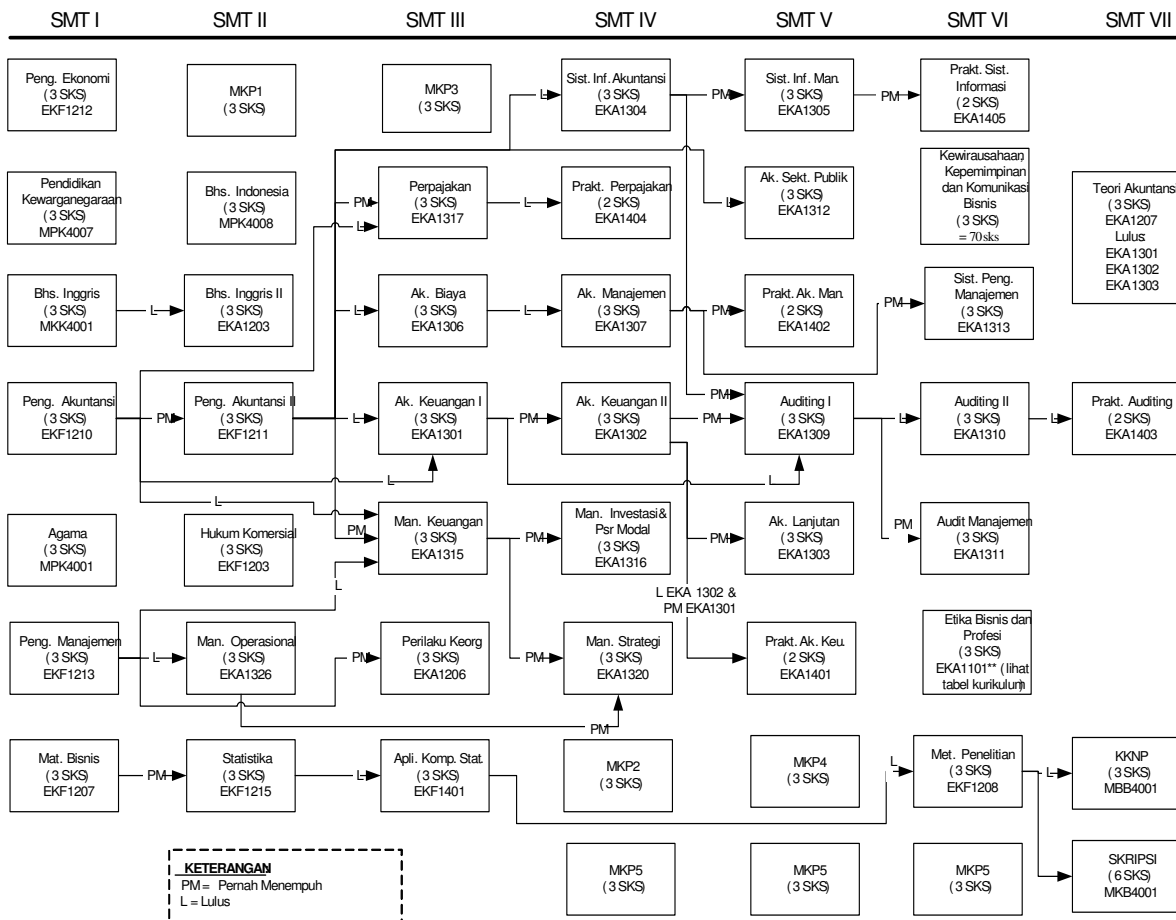 SMT I
SMT II
SMT III
SMT IV
SMT V
SMT VI
SMT VII
Peng. Ekonomi
(3 SKS)
EKF1212
MKP1
(3 SKS)
MKP3
(3 SKS)
L
Sist. Inf. Akuntansi
(3 SKS)
EKA1304
PM
Sist. Inf. Man.
(3 SKS)
EKA1305
PM
Prakt. Sist.
Informasi
(2 SKS)
EKA1405
Pendidikan
Kewarganegaraan
(3 SKS)
MPK4007
Bhs. Indonesia
(3 SKS)
MPK4008
PM
L
Perpajakan
(3 SKS)
EKA1317
L
Prakt. Perpajakan
(2 SKS)
EKA1404
L
Ak. Sekt. Publik
(3 SKS)
EKA1312
Kewirausahaan,
Kepemimpinan
dan Komunikasi
Bisnis
(3 SKS)
= 70 sks
Teori Akuntansi
(3 SKS)
EKA1207
Lulus:
EKA1301
EKA1302
EKA1303
Bhs. Inggris
(3 SKS)
MKK4001
L
Bhs. Inggris II
(3 SKS)
EKA1203
L
Ak. Biaya
(3 SKS)
EKA1306
L
Ak. Manajemen
(3 SKS)
EKA1307
PM
Prakt. Ak. Man.
(2 SKS)
EKA1402
PM
Sist. Peng.
Manajemen
(3 SKS)
EKA1313
Peng. Akuntansi
(3 SKS)
EKF1210
PM
Peng. Akuntansi II
(3 SKS)
EKF1211
L
Ak. Keuangan I
(3 SKS)
EKA1301
PM
Ak. Keuangan II
(3 SKS)
EKA1302
PM
PM
Auditing I
(3 SKS)
EKA1309
L
Auditing II
(3 SKS)
EKA1310
L
Prakt. Auditing
(2 SKS)
EKA1403
L
L
L
Agama
(3 SKS)
MPK4001
Hukum Komersial
(3 SKS)
EKF1203
PM
L
Man. Keuangan
(3 SKS)
EKA1315
PM
Man. Investasi &
Psr Modal
(3 SKS)
EKA1316
PM
Ak. Lanjutan
(3 SKS)
EKA1303
PM
Audit Manajemen
(3 SKS)
EKA1311
L EKA 1302 &
PM EKA1301
Peng. Manajemen
(3 SKS)
EKF1213
L
Man. Operasional
(3 SKS)
EKA1326
PM
Perilaku Keorg
(3 SKS)
EKA1206
PM
Man. Strategi
(3 SKS)
EKA1320
PM
Prakt. Ak. Keu.
(2 SKS)
EKA1401
Etika Bisnis dan
Profesi
(3 SKS)
EKA1101** (lihat
tabel kurikulum)
Mat. Bisnis
(3 SKS)
EKF1207
PM
Statistika
(3 SKS)
EKF1215
L
Apli. Komp. Stat.
(3 SKS)
EKF1401
MKP2
(3 SKS)
MKP4
(3 SKS)
L
Met. Penelitian
(3 SKS)
EKF1208
L
KKNP
(3 SKS)
MBB4001
KETERANGAN
PM = Pernah Menempuh
L = Lulus
MKP5
(3 SKS)
MKP5
(3 SKS)
MKP5
(3 SKS)
SKRIPSI
(6 SKS)
MKB4001